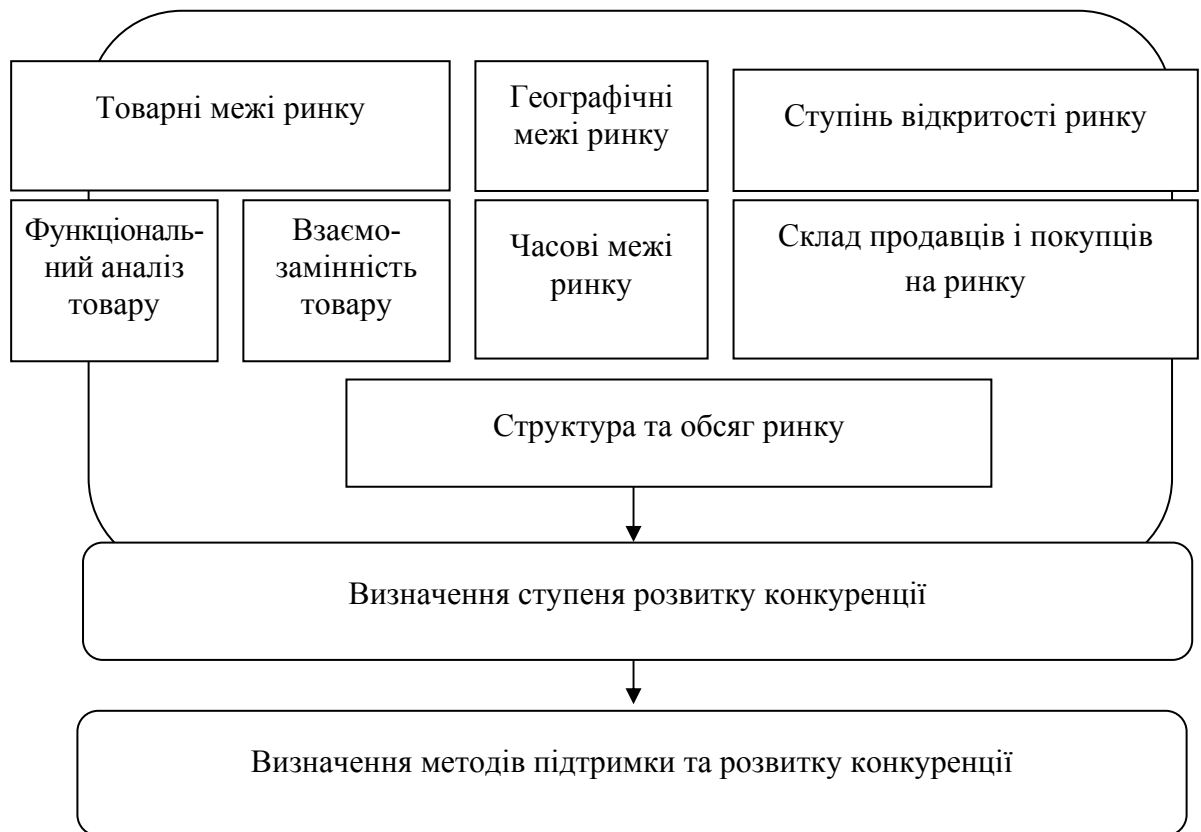 Товарні межі ринку
Географічні
межі ринку
Ступінь відкритості ринку
Функціональ-
ний аналіз
товару
Взаємо-
замінність
товару
Часові межі
ринку
Склад продавців і покупців
на ринку
Структура та обсяг ринку
Визначення ступеня розвитку конкуренції
Визначення методів підтримки та розвитку конкуренції